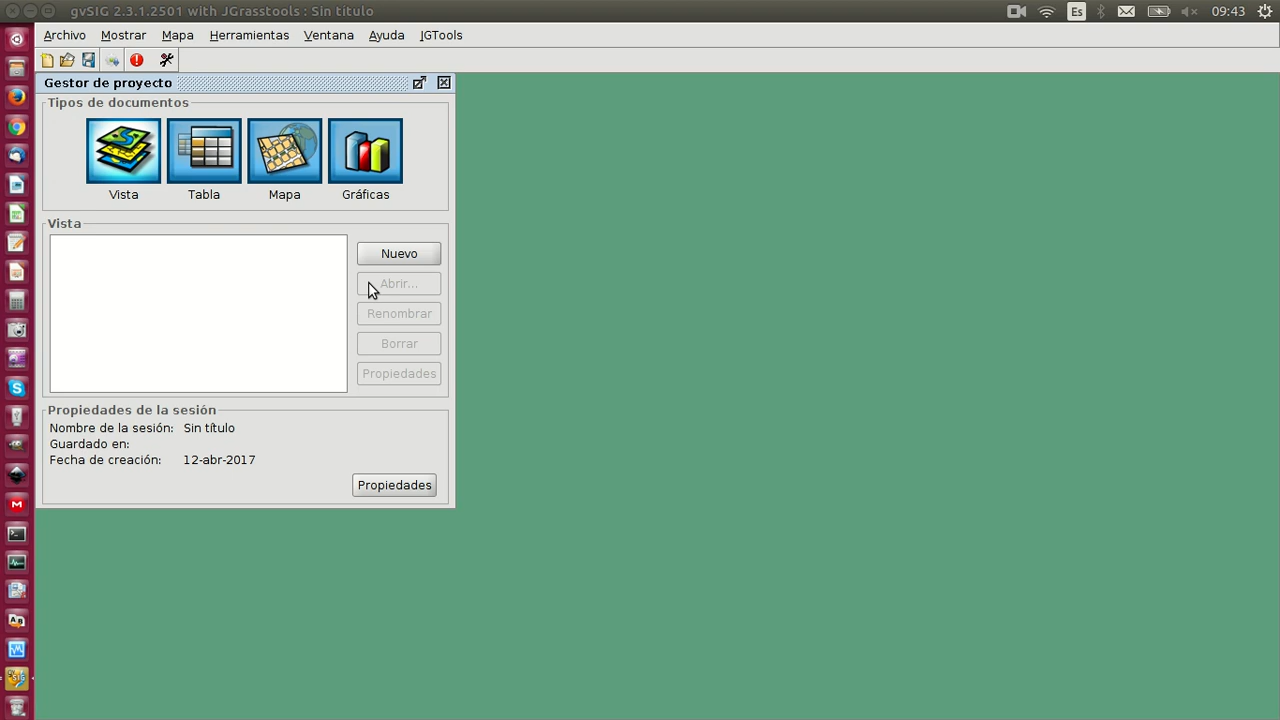 gvSIG 2.3.1.2501 with JGrasstools : Sin titulo
Es
09:43
Archivo Mostrar Mapa Herramientas Ventana Ayuda JGTools
Gestor de proyecto
Tipos de documentos
Vista Tabla Mapa Gráficas
Vista
Nuevo
Abrir...
Renombrar
Borrar
Propiedades
Propiedades de la sesión
Nombre de la sesión: Sin título
Guardado en:
Fecha de creación: 12-abr-2017
Propiedades